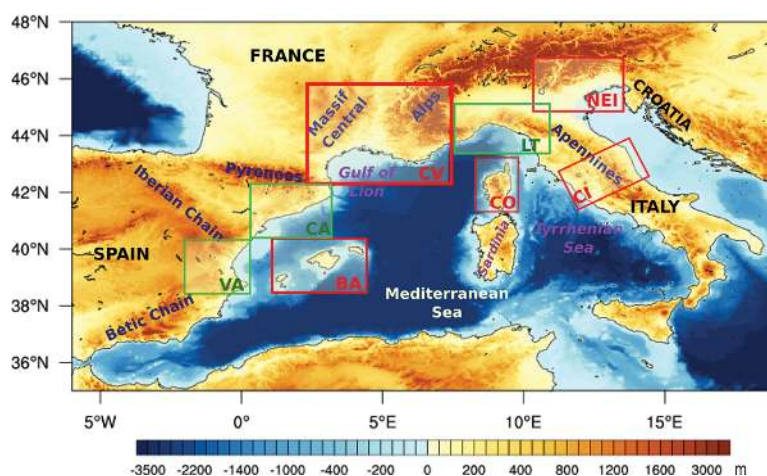 48°N
FRANCE
46°N
Massif
Central
Alps
NEI
CROATIA
44°N
LT
Apennines
Pyrenees
Gulf of
Lion
CV
Iberian Chain
42°N
CO
CI
ITALY
CA
Tyrrhenian
Sea
Sardinia
40°N
SPAIN
VA
BA
Mediterranean
Sea
38°N
Betic Chain
36°N
5°W
0°
5°E
10°E
15°E
-3500 -2200 -1400 -1000 -600 -200 0 200 400 800 1600 3000 m